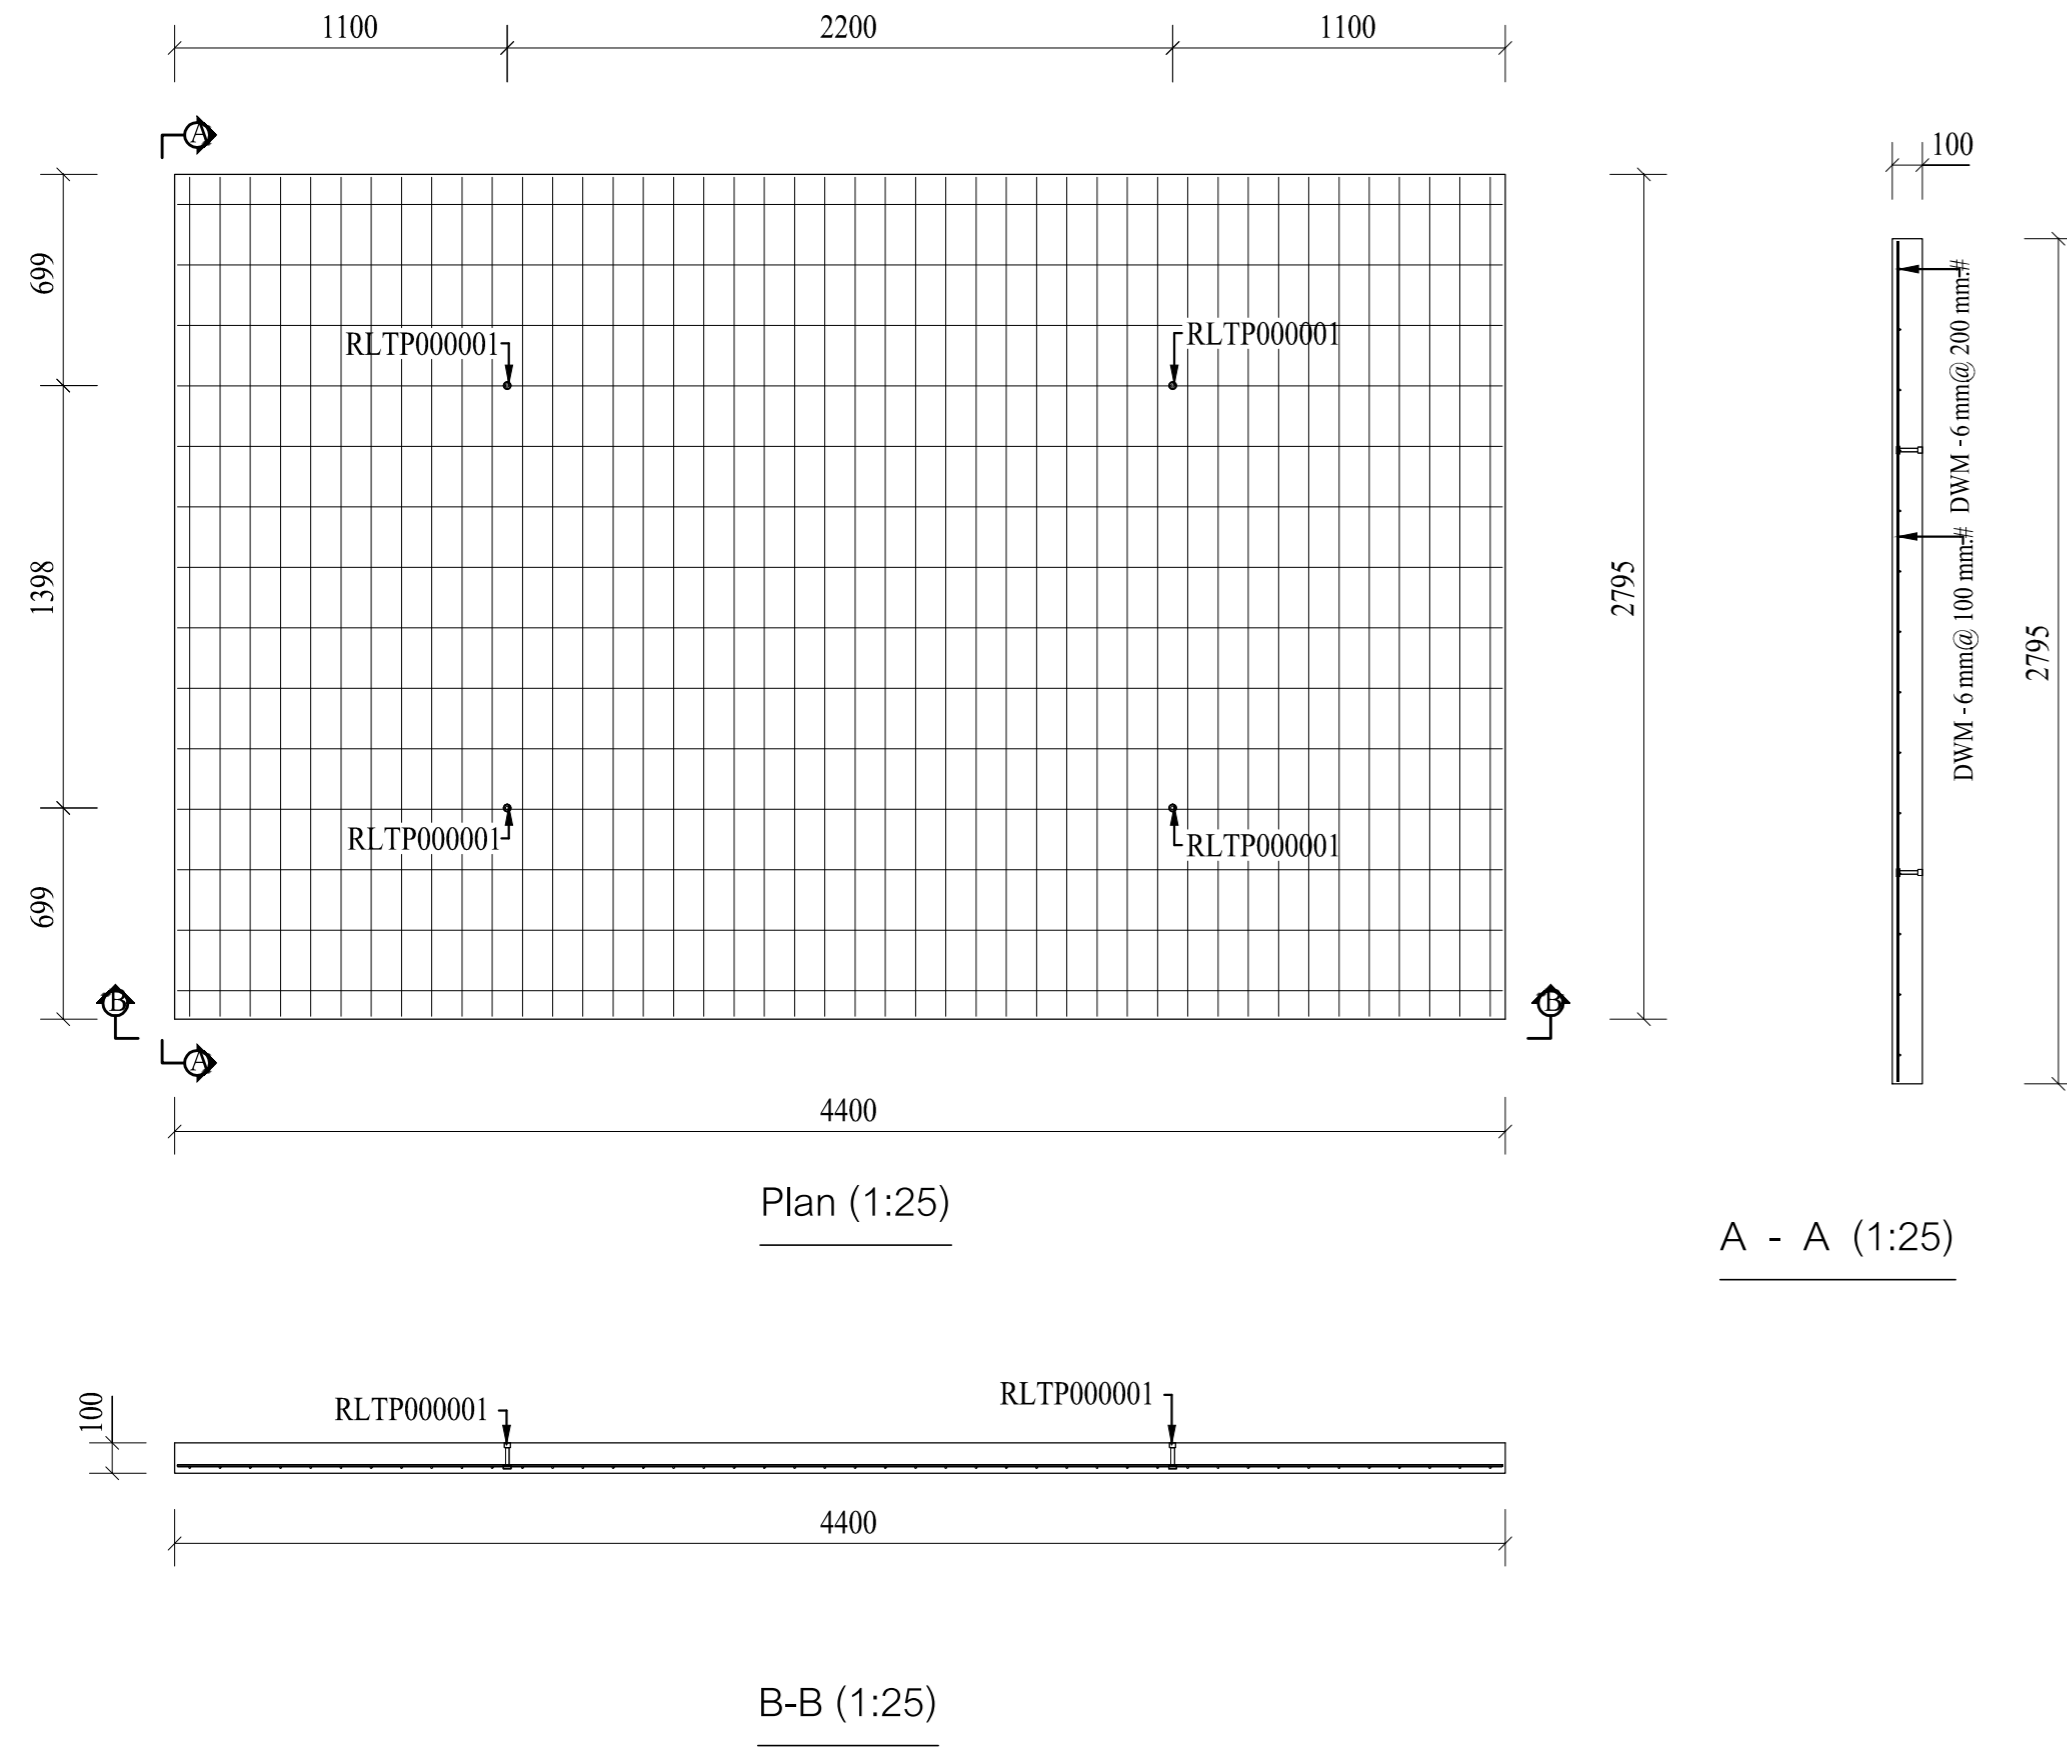 1100 2200 1100
A
100
699
RLTP000001 RLTP000001
DWM - 6 mm@ 200 mm.#
1398
2795
DWM - 6 mm@ 100 mm.#
2795
RLTP000001 RLTP000001
699
B B
A
4400
Plan (1:25)
A - A (1:25)
RLTP000001 RLTP000001
100
4400
B-B (1:25)